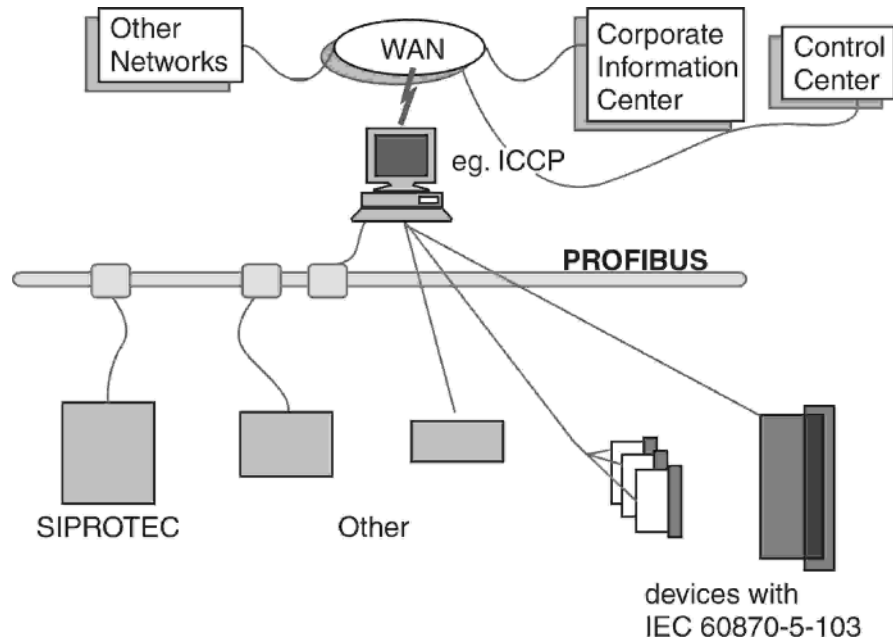 Other
Networks
WAN
Corporate
Information
Center
Control
Center
eg. ICCP
PROFIBUS
SIPROTEC
Other
devices with
IEC 60870-5-103